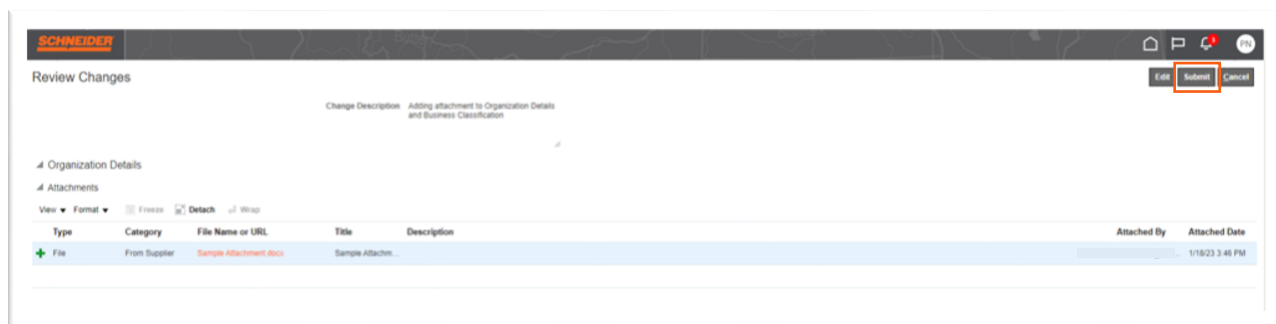 SCHNEIDER
3
PN
Review Changes
Edit Submit Cancel
Change Description Adding attachment to Organization Details
and Business Classification
Organization Details
Attachments
View Format Freeze Detach Wrap
Type Category File Name or URL Title Description Attached By Attached Date
File From Supplier Sample Attachment.docx Sample Attachm... 1/18/23 3:46 PM